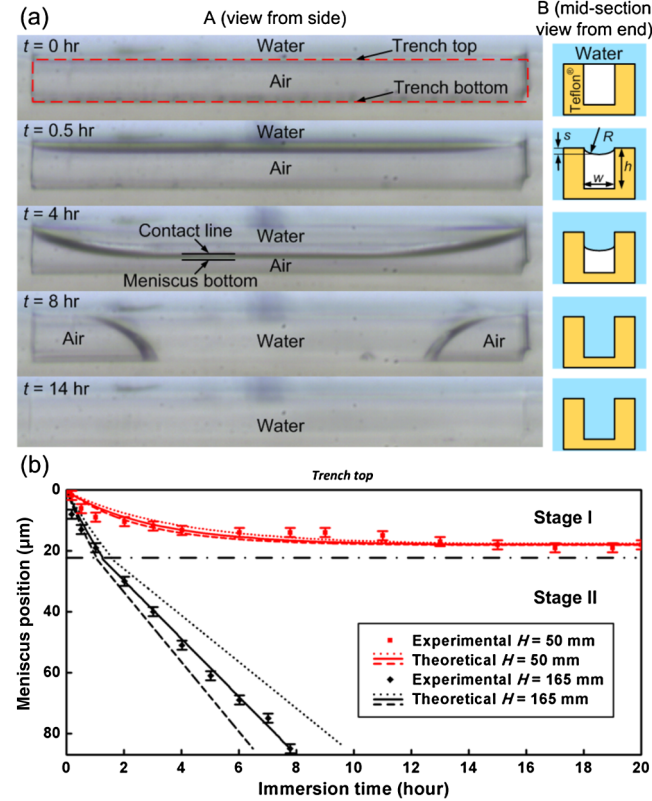 (a)
A (view from side)
B (mid-section
view from end)
t = 0 hr
Water
Trench top
Air
Trench bottom
Water
Teflon®
t = 0.5 hr
Water
Air
s
R
w
h
t = 4 hr
Contact line
Water
Air
Meniscus bottom
t = 8 hr
Air
Water
Air
t = 14 hr
Water
(b)
Trench top
Meniscus position (μm)
0
20
40
60
80
Stage I
Stage II
Experimental H = 50 mm
Theoretical H = 50 mm
Experimental H = 165 mm
Theoretical H = 165 mm
0 2 4 6 8 10 12 14 16 18 20
Immersion time (hour)